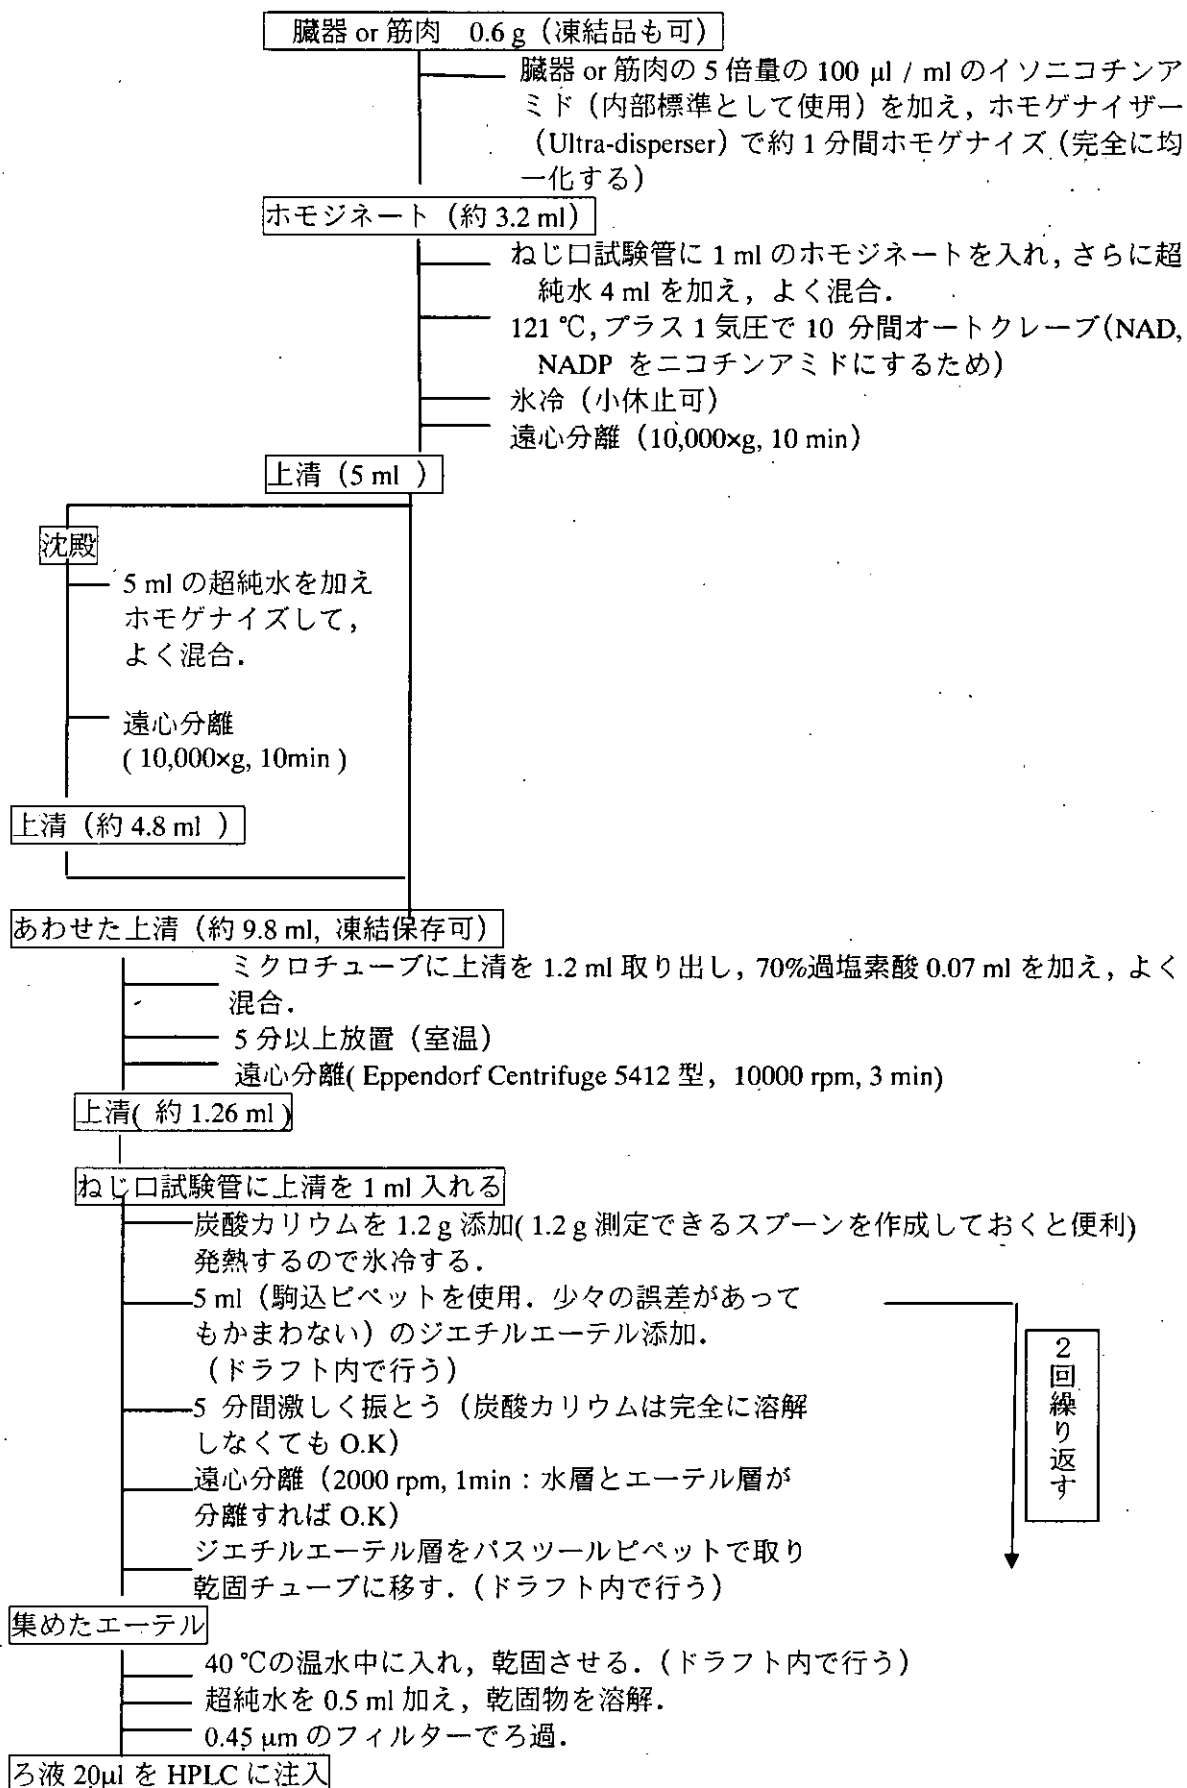 臓器 or 筋肉 0.6 g（凍結品も可）
臓器 or 筋肉の 5 倍量の 100 μl / ml のイソニコチンア
ミド（内部標準として使用）を加え，ホモゲナイザー
（Ultra-disperser）で約 1 分間ホモゲナイズ（完全に均
一化する）
ホモジネート（約 3.2 ml）
ねじ口試験管に 1 ml のホモジネートを入れ，さらに超
純水 4 ml を加え，よく混合．
121 ℃，プラス 1 気圧で 10 分間オートクレーブ(NAD,
NADP をニコチンアミドにするため）
氷冷（小休止可）
遠心分離（10,000×g, 10 min）
上清（5 ml ）
沈殿
5 ml の超純水を加え
ホモゲナイズして，
よく混合．
遠心分離
( 10,000×g, 10min )
上清（約 4.8 ml ）
あわせた上清（約 9.8 ml, 凍結保存可）
ミクロチューブに上清を 1.2 ml 取り出し，70%過塩素酸 0.07 ml を加え，よく
混合．
5 分以上放置（室温）
遠心分離( Eppendorf Centrifuge 5412 型，10000 rpm, 3 min)
上清( 約 1.26 ml )
ねじ口試験管に上清を 1 ml 入れる
炭酸カリウムを 1.2 g 添加( 1.2 g 測定できるスプーンを作成しておくと便利)
発熱するので氷冷する．
5 ml（駒込ピペットを使用．少々の誤差があって
もかまわない）のジエチルエーテル添加．
（ドラフト内で行う）
5 分間激しく振とう（炭酸カリウムは完全に溶解
しなくても O.K）
遠心分離（2000 rpm, 1min：水層とエーテル層が
分離すれば O.K）
ジエチルエーテル層をパスツールピペットで取り
乾固チューブに移す．（ドラフト内で行う）
2回繰り返す
集めたエーテル
40 ℃の温水中に入れ，乾固させる．（ドラフト内で行う）
超純水を 0.5 ml 加え，乾固物を溶解．
0.45 μm のフィルターでろ過．
ろ液 20μl を HPLC に注入